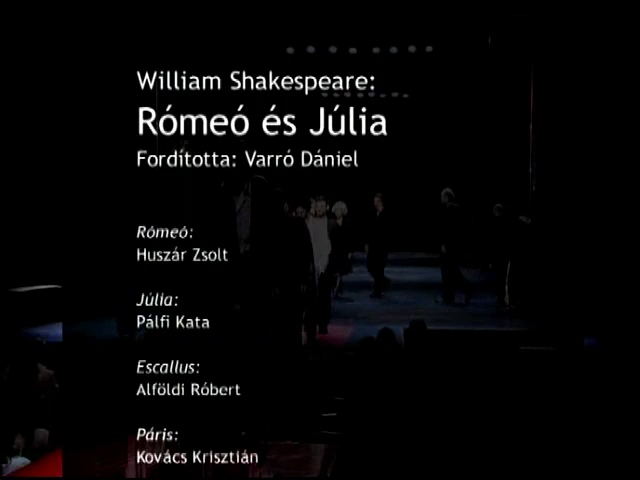 William Shakespeare:
Rómeó és Júlia
Fordította: Varró Dániel
Rómeó:
Huszár Zsolt
Júlia:
Pálfi Kata
Escallus:
Alföldi Róbert
Páris:
Kovács Krisztián